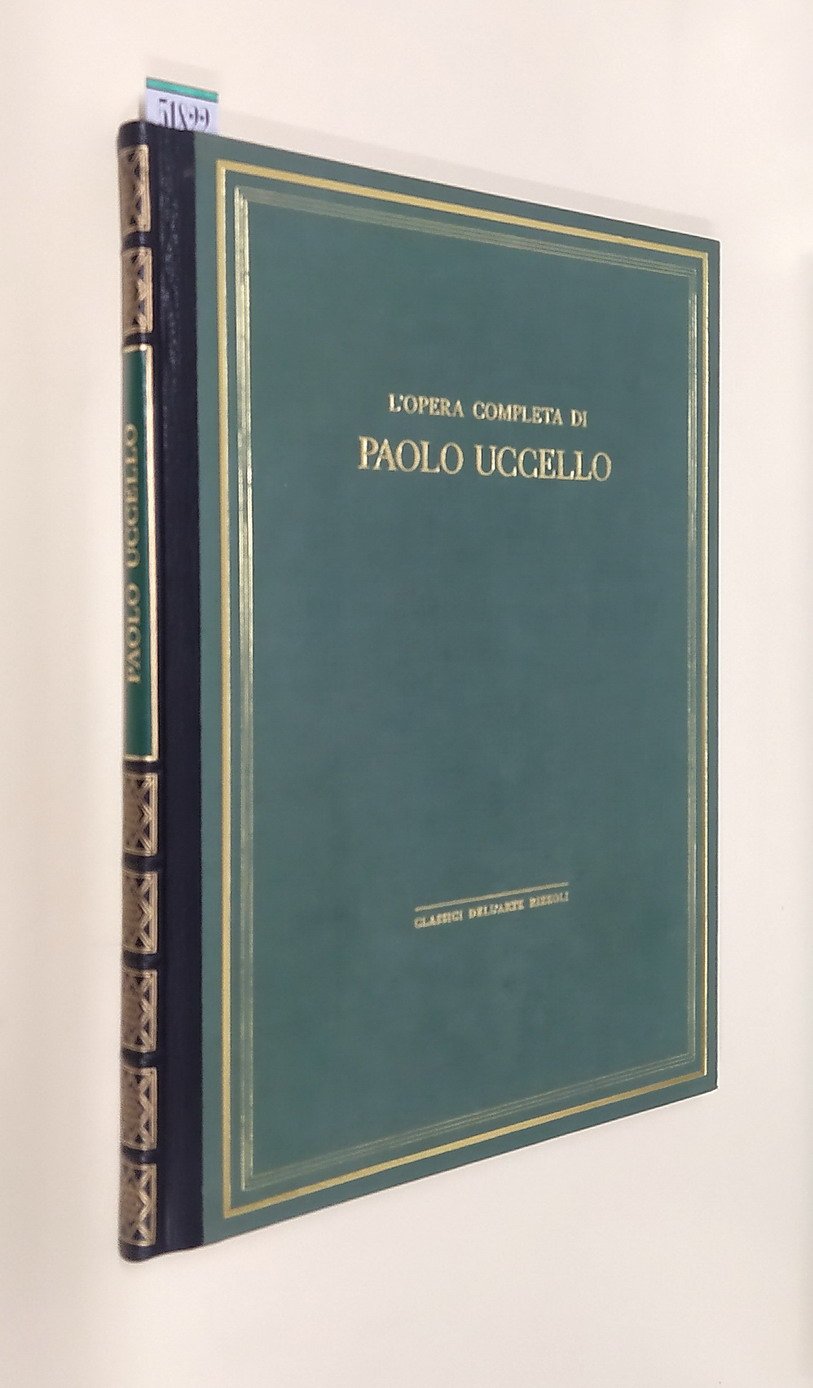 L'OPERA COMPLETA DI
PAOLO UCCELLO
CLASSICI DELL'ARTE RIZZOLI
PAOLO UCCELLO